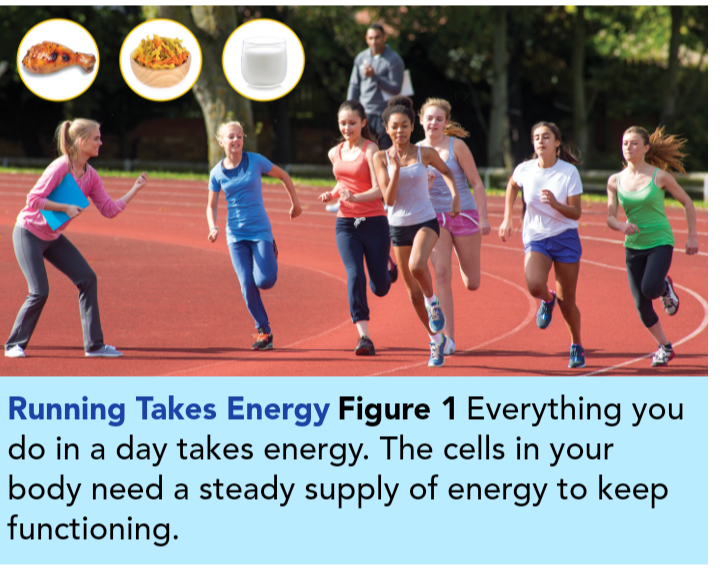 Running Takes Energy Figure 1 Everything you
do in a day takes energy. The cells in your
body need a steady supply of energy to keep
functioning.